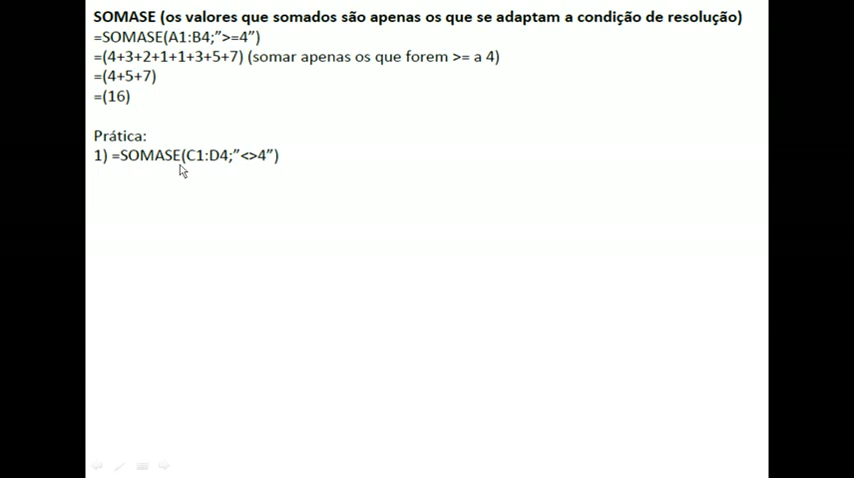 SOMASE (os valores que somados são apenas os que se adaptam a condição de resolução)
=SOMASE(A1:B4;”>=4”)
=(4+3+2+1+1+3+5+7) (somar apenas os que forem >= a 4)
=(4+5+7)
=(16)
Prática:
1) =SOMASE(C1:D4;”<>4”)